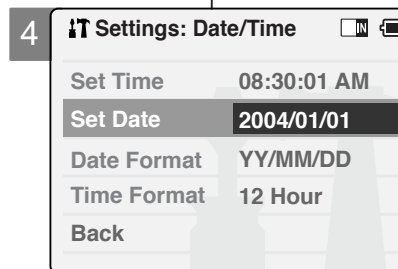 4
Settings: Date/Time IN
Set Time 08:30:01 AM
Set Date 2004/01/01
Date Format YY/MM/DD
Time Format 12 Hour
Back